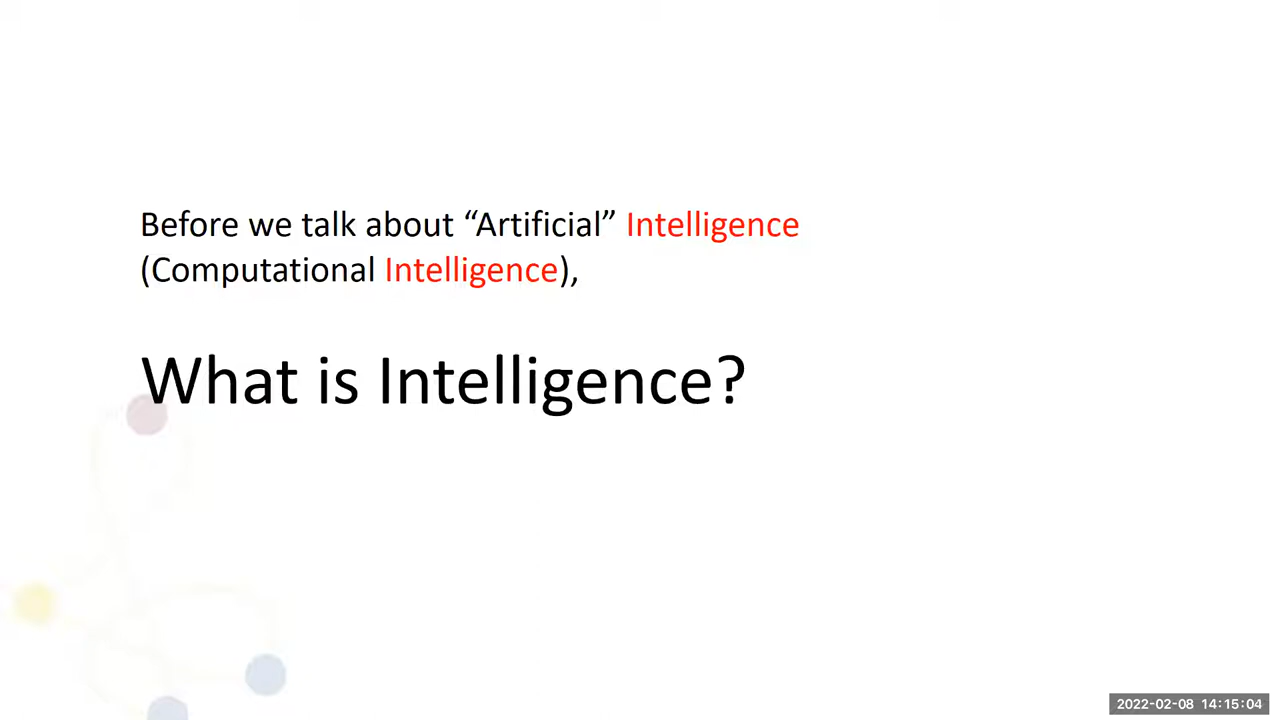 Before we talk about “Artificial” Intelligence
(Computational Intelligence),
What is Intelligence?
2022-02-08 14:15:04